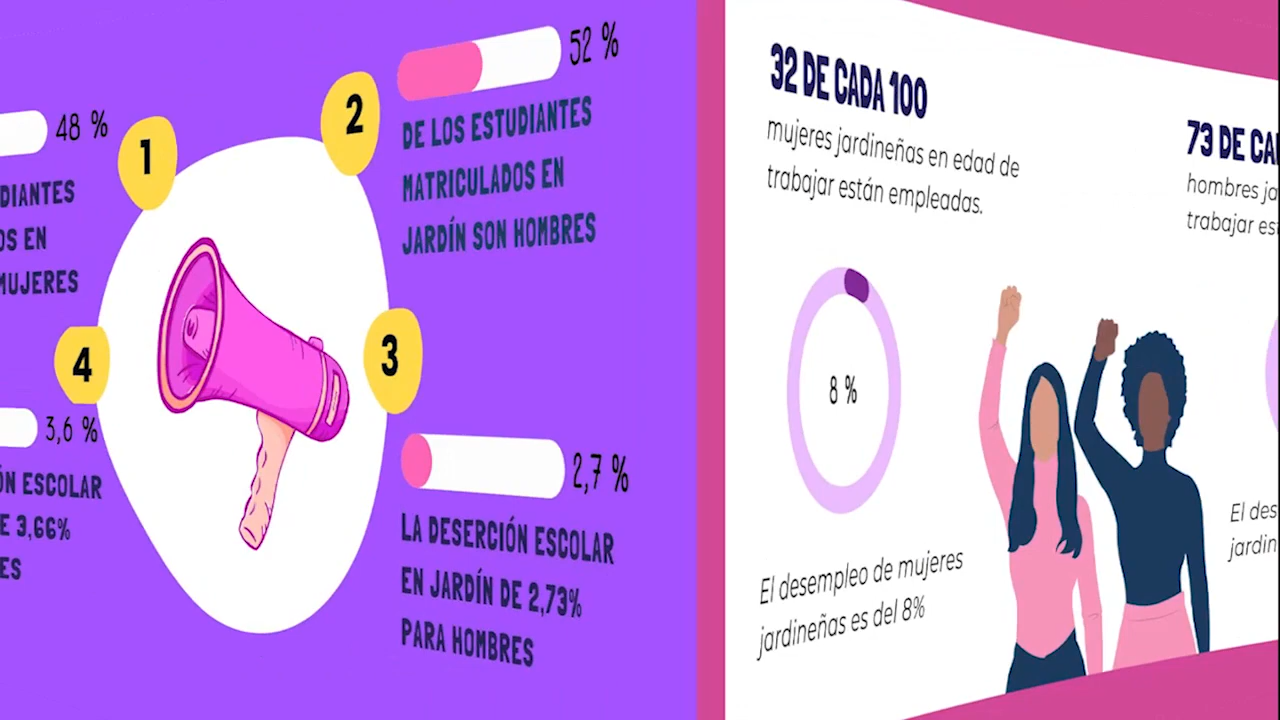 48 %
1
2
52 %
DE LOS ESTUDIANTES
MATRICULADOS EN
JARDÍN SON HOMBRES
DIANTES
OS EN
MUJERES
4
3
3,6 %
ÓN ESCOLAR
E 3,66%
ES
2,7 %
LA DESERCIÓN ESCOLAR
EN JARDÍN DE 2,73%
PARA HOMBRES
32 DE CADA 100
mujeres jardineñas en edad de
trabajar están empleadas.
8 %
El desempleo de mujeres
jardineñas es del 8%
73 DE CA
hombres ja
trabajar es
El des
jardin